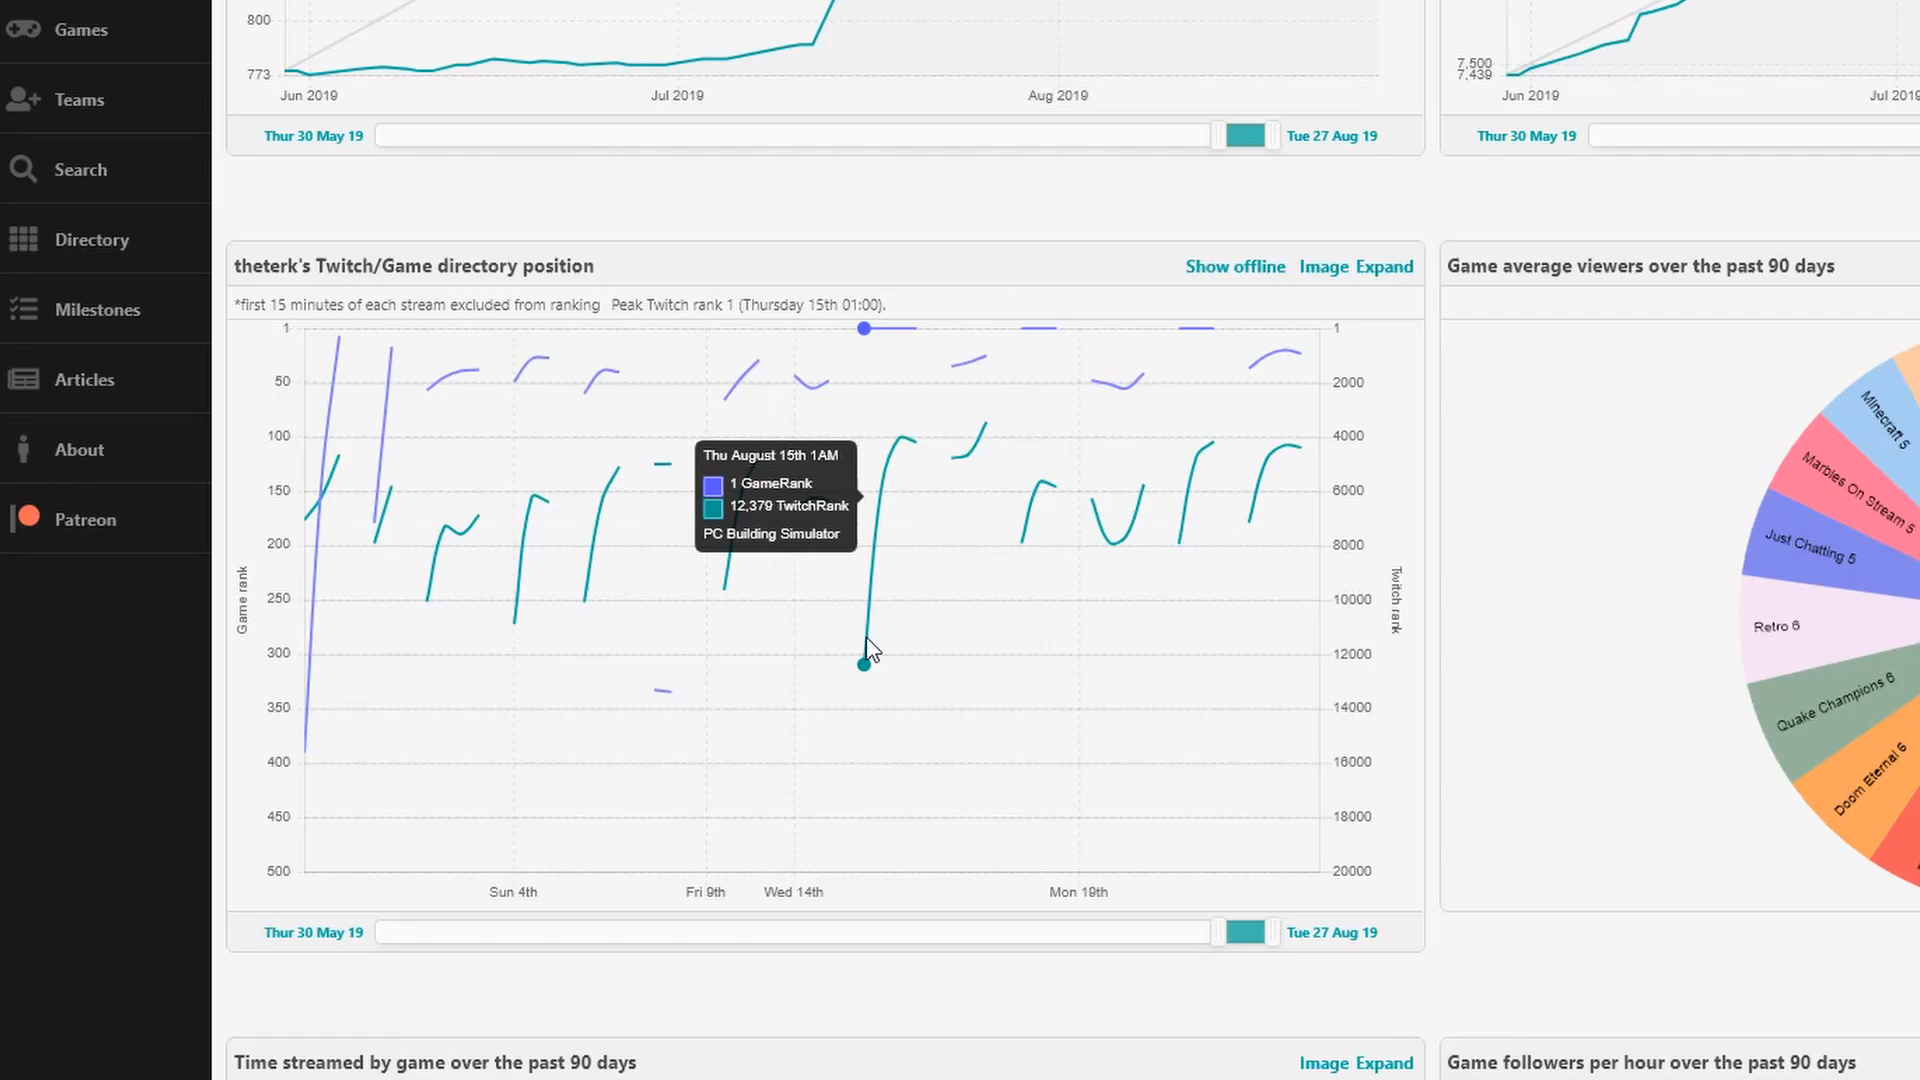 Games
Teams
Search
Directory
Milestones
Articles
About
Patreon
800
773
Jun 2019
Jul 2019
Aug 2019
Thur 30 May 19
Tue 27 Aug 19
7,500
7,439
Jun 2019
Jul 2019
Thur 30 May 19
theterk's Twitch/Game directory position
Show offline
Image
Expand
*first 15 minutes of each stream excluded from ranking Peak Twitch rank 1 (Thursday 15th 01:00).
1
50
100
150
200
250
300
350
400
450
500
Game rank
1
2000
4000
6000
8000
10000
12000
14000
16000
18000
20000
Twitch rank
Thu August 15th 1AM
1 GameRank
12,379 TwitchRank
PC Building Simulator
Sun 4th
Fri 9th
Wed 14th
Mon 19th
Thur 30 May 19
Tue 27 Aug 19
Game average viewers over the past 90 days
Minecraft 5
Marbles On Stream 5
Just Chatting 5
Retro 6
Quake Champions 6
Doom Eternal 6
Time streamed by game over the past 90 days
Image
Expand
Game followers per hour over the past 90 days